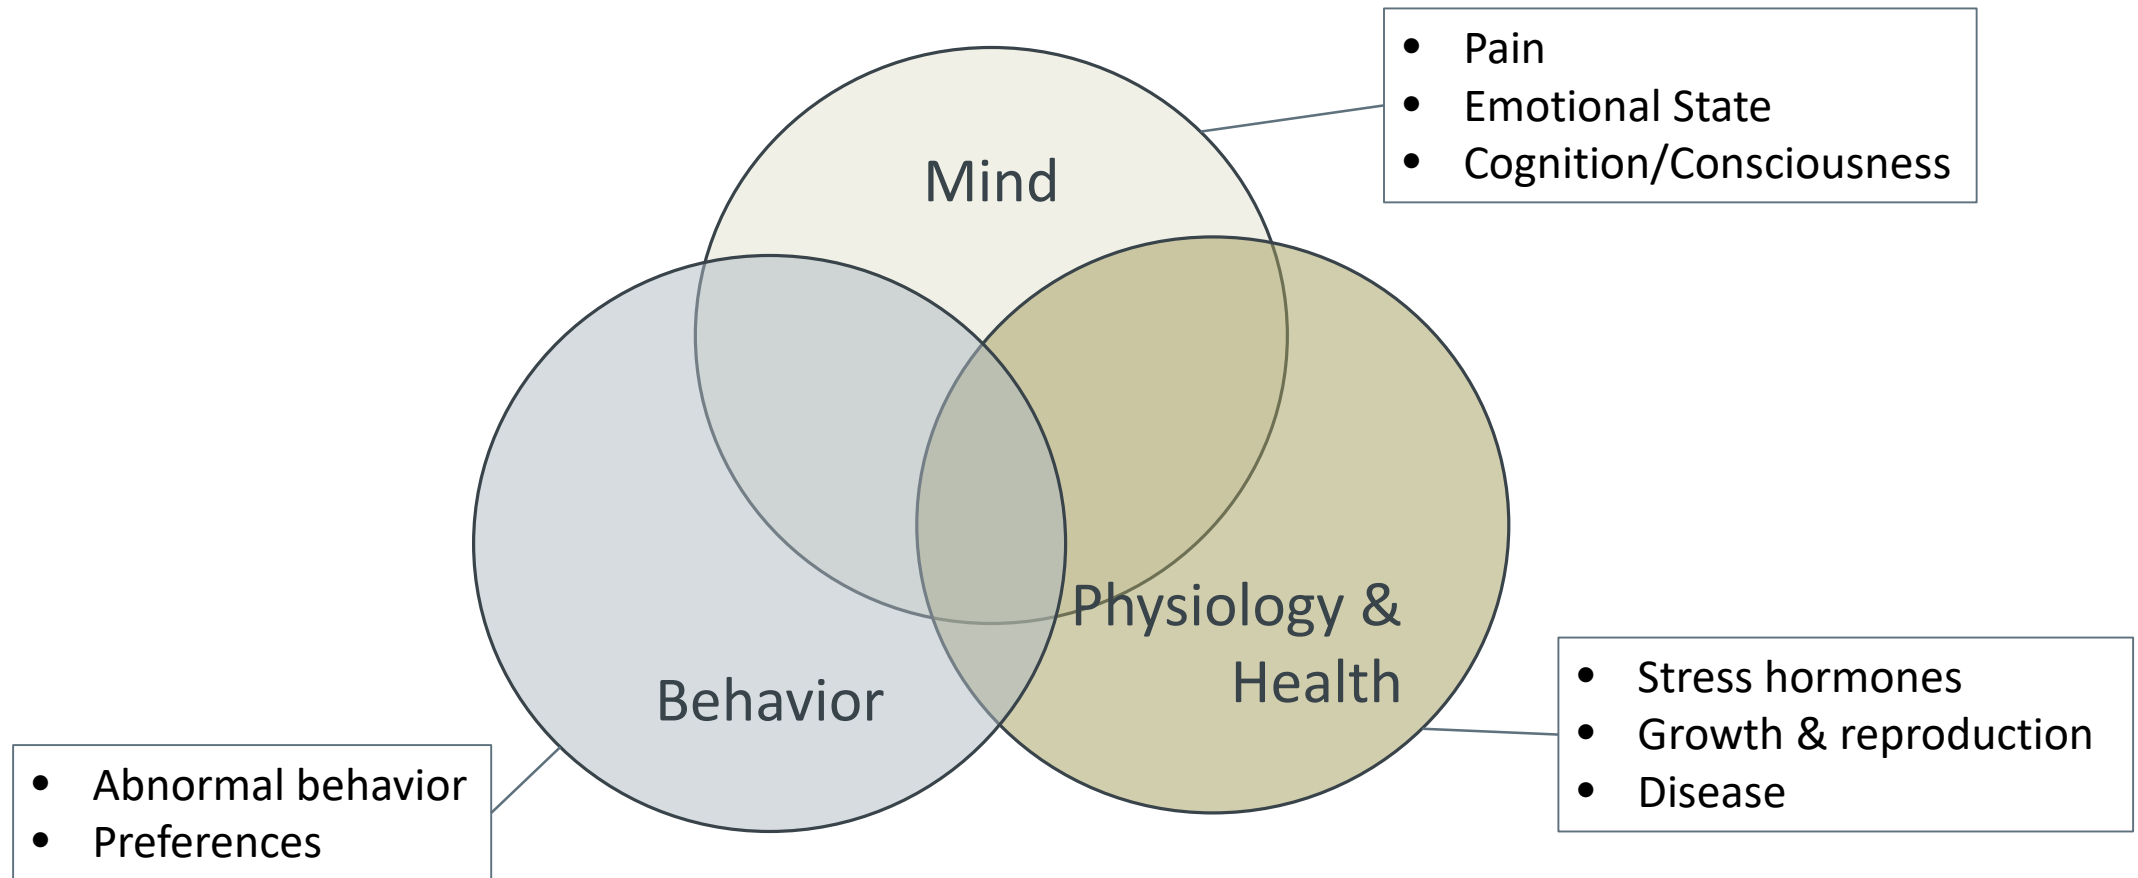 • Pain
• Emotional State
• Cognition/Consciousness
Mind
Physiology &
Health
Behavior
• Stress hormones
• Growth & reproduction
• Disease
• Abnormal behavior
• Preferences